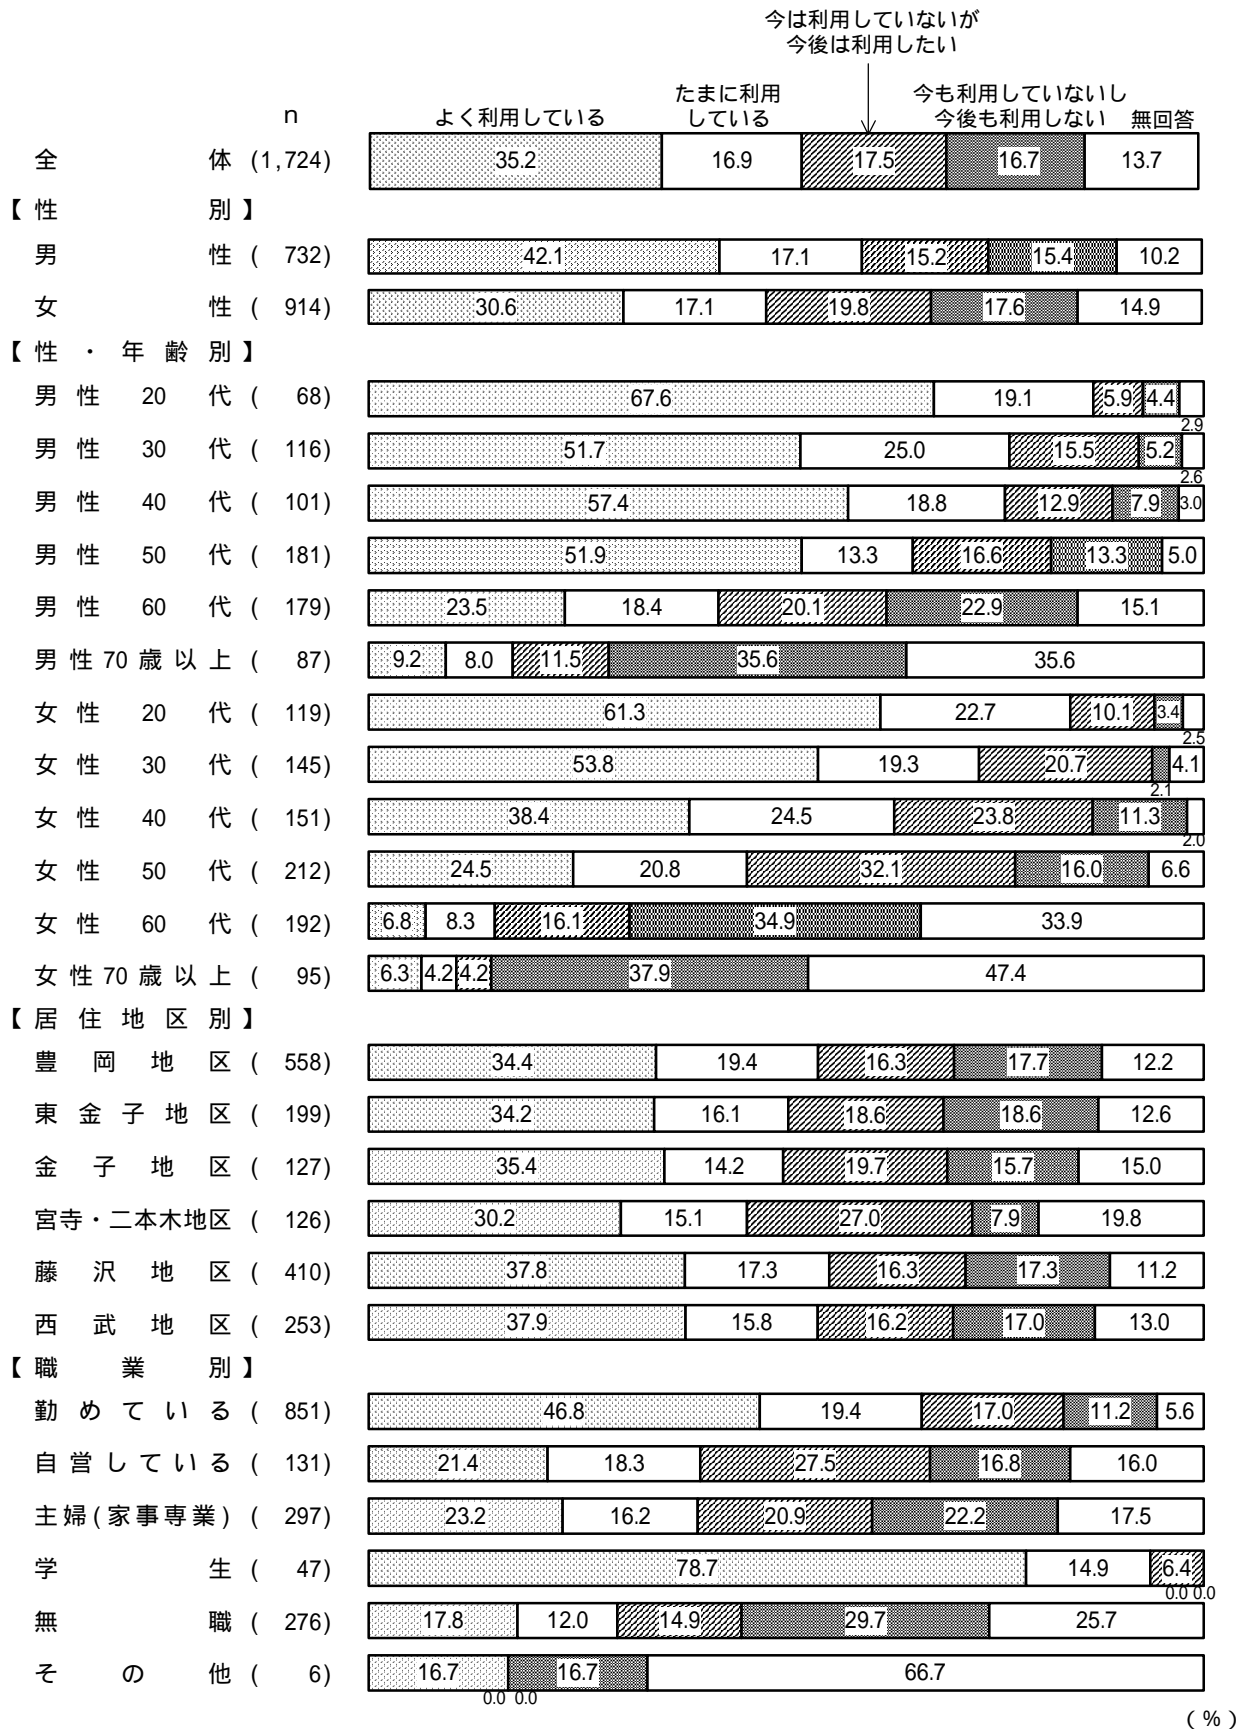 今は利用していないが
今後は利用したい
n よく利用している たまに利用している 今も利用していないし今後も利用しない 無回答
全体 (1,724) 35.2 16.9 17.5 16.7 13.7
【性別】
男性 ( 732) 42.1 17.1 15.2 15.4 10.2
女性 ( 914) 30.6 17.1 19.8 17.6 14.9
【性・年齢別】
男性 20 代 ( 68) 67.6 19.1 5.9 4.4 2.9
男性 30 代 ( 116) 51.7 25.0 15.5 5.2 2.6
男性 40 代 ( 101) 57.4 18.8 12.9 7.9 3.0
男性 50 代 ( 181) 51.9 13.3 16.6 13.3 5.0
男性 60 代 ( 179) 23.5 18.4 20.1 22.9 15.1
男性70歳以上 ( 87) 9.2 8.0 11.5 35.6 35.6
女性 20 代 ( 119) 61.3 22.7 10.1 3.4 2.5
女性 30 代 ( 145) 53.8 19.3 20.7 2.1 4.1
女性 40 代 ( 151) 38.4 24.5 23.8 11.3 2.0
女性 50 代 ( 212) 24.5 20.8 32.1 16.0 6.6
女性 60 代 ( 192) 6.8 8.3 16.1 34.9 33.9
女性70歳以上 ( 95) 6.3 4.2 4.2 37.9 47.4
【居住地区別】
豊岡地区 ( 558) 34.4 19.4 16.3 17.7 12.2
東金子地区 ( 199) 34.2 16.1 18.6 18.6 12.6
金子地区 ( 127) 35.4 14.2 19.7 15.7 15.0
宮寺・二本木地区 ( 126) 30.2 15.1 27.0 7.9 19.8
藤沢地区 ( 410) 37.8 17.3 16.3 17.3 11.2
西武地区 ( 253) 37.9 15.8 16.2 17.0 13.0
【職業別】
勤めている ( 851) 46.8 19.4 17.0 11.2 5.6
自営している ( 131) 21.4 18.3 27.5 16.8 16.0
主婦(家事専業) ( 297) 23.2 16.2 20.9 22.2 17.5
学生 ( 47) 78.7 14.9 6.4 0.0 0.0
無職 ( 276) 17.8 12.0 14.9 29.7 25.7
その他 ( 6) 16.7 0.0 0.0 16.7 66.7
(%)